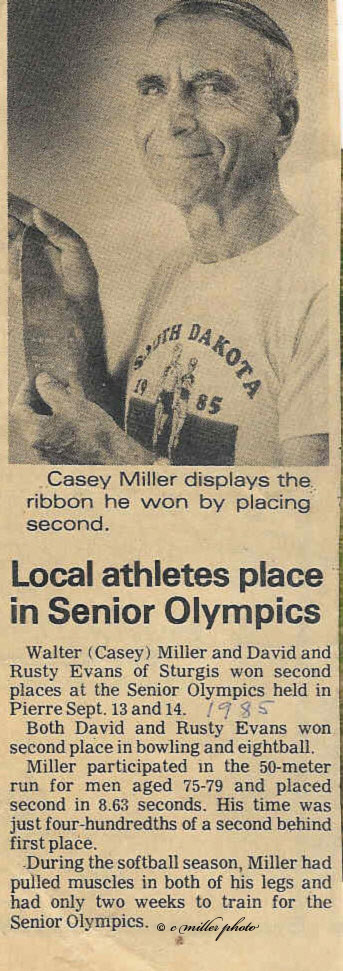 SOUTH DAKOTA
19 85
Casey Miller displays the
ribbon he won by placing
second.
Local athletes place
in Senior Olympics
Walter (Casey) Miller and David and
Rusty Evans of Sturgis won second
places at the Senior Olympics held in
Pierre Sept. 13 and 14. 1985
Both David and Rusty Evans won
second place in bowling and eightball.
Miller participated in the 50-meter
run for men aged 75-79 and placed
second in 8.63 seconds. His time was
just four-hundredths of a second behind
first place.
During the softball season, Miller had
pulled muscles in both of his legs and
had only two weeks to train for the
Senior Olympics. © c miller photo